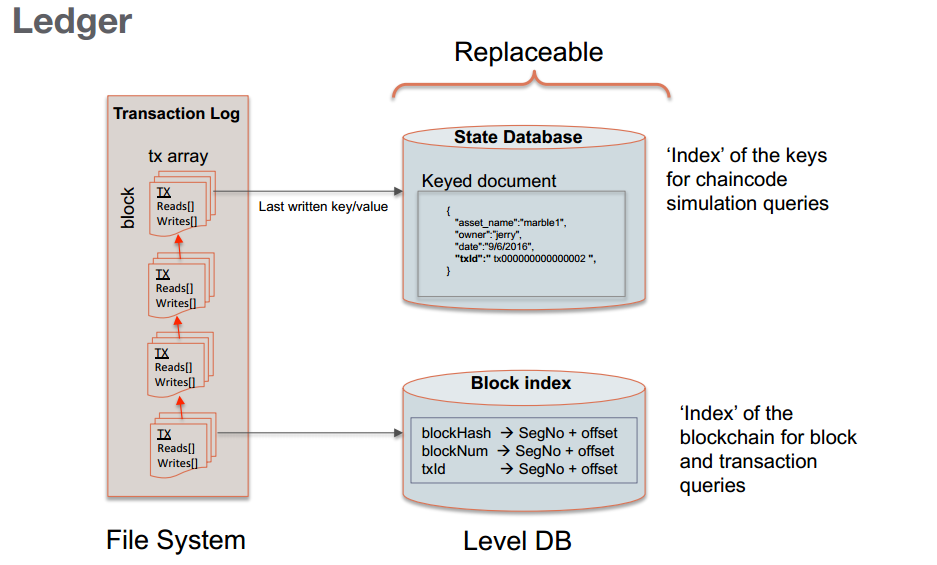 Ledger
Replaceable
Transaction Log
tx array
block
TX
Reads[]
Writes[]
TX
Reads[]
Writes[]
TX
Reads[]
Writes[]
TX
Reads[]
Writes[]
File System
Last written key/value
State Database
Keyed document
{
"asset_name":"marble1",
"owner":"jerry",
"date":"9/6/2016",
"txId":" tx000000000000002 ",
}
'Index' of the keys
for chaincode
simulation queries
Block index
blockHash → SegNo + offset
blockNum → SegNo + offset
txId → SegNo + offset
'Index' of the
blockchain for block
and transaction
queries
Level DB